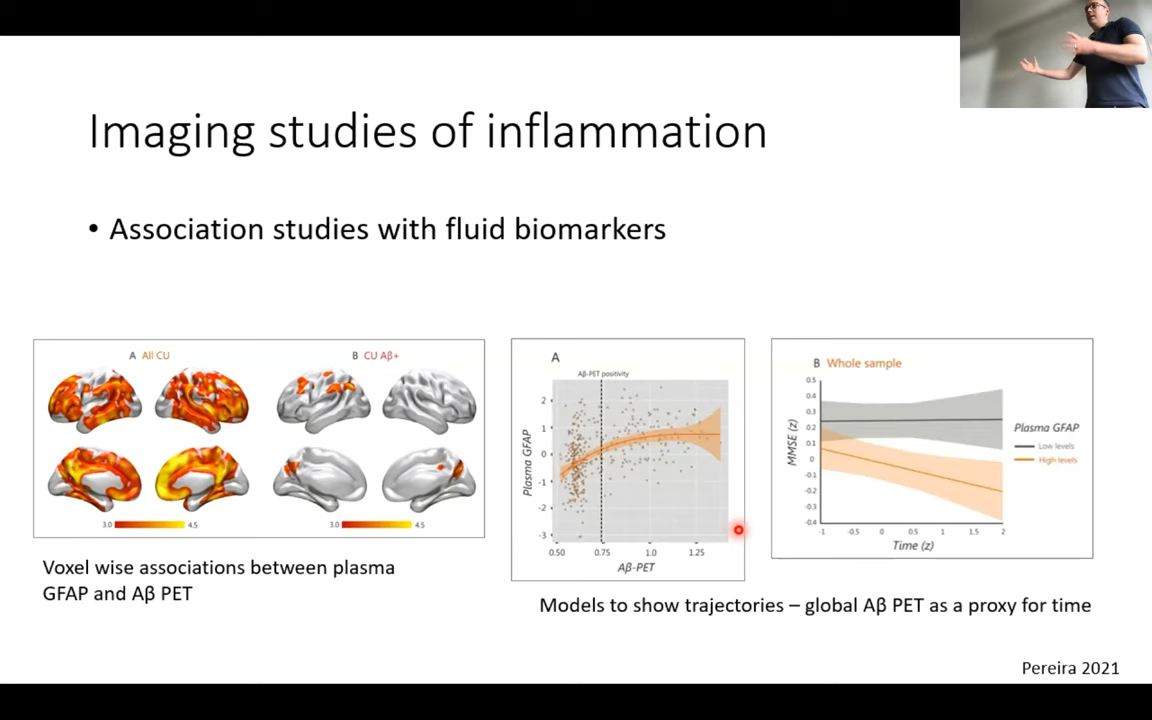 Imaging studies of inflammation
• Association studies with fluid biomarkers
A All CU
B CU Aβ+
3.0 4.5
3.0 4.5
Voxel wise associations between plasma
GFAP and Aβ PET
A
Aβ-PET positivity
Plasma GFAP
2
1
0
-1
-2
-3
0.50 0.75 1.0 1.25
Aβ-PET
B Whole sample
MMSE (z)
0.5
0.4
0.3
0.2
0.1
0
-0.1
-0.2
-0.3
-0.4
-1 -0.5 0 0.5 1 1.5 2
Time (z)
Plasma GFAP
Low levels
High levels
Models to show trajectories – global Aβ PET as a proxy for time
Pereira 2021